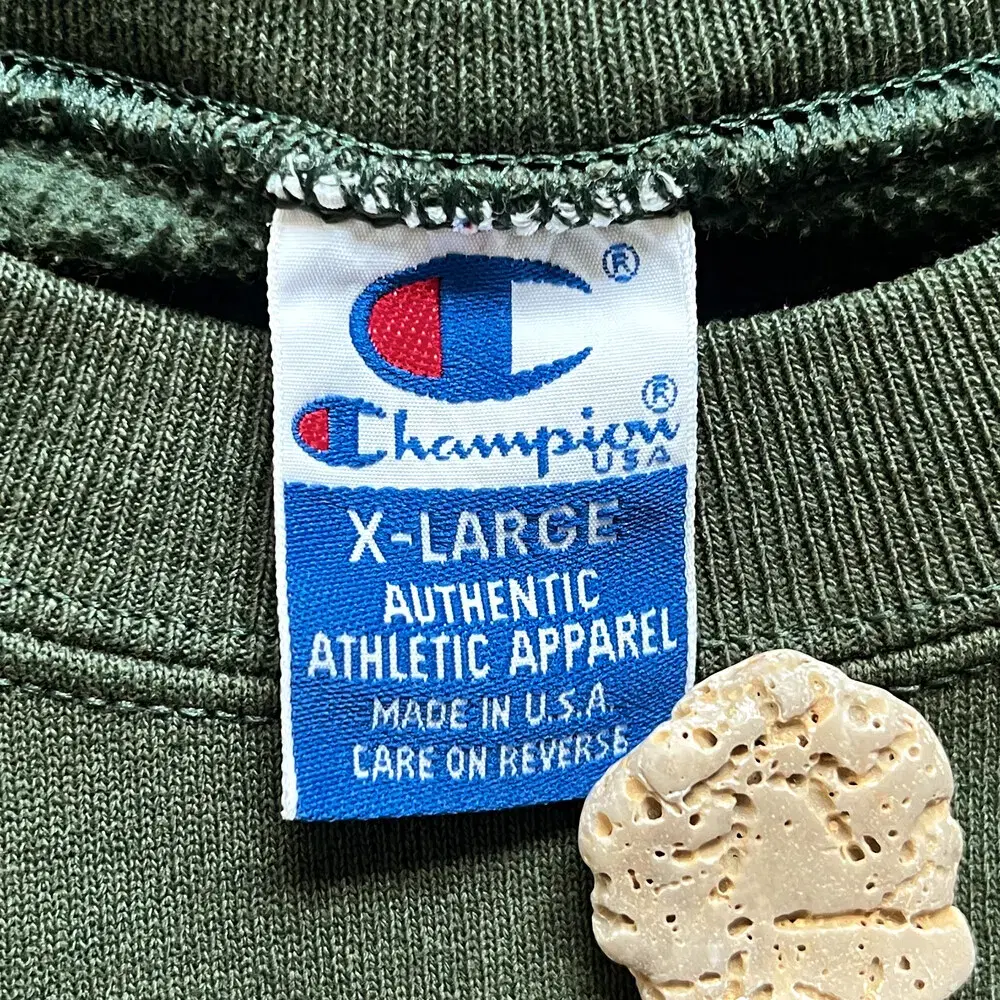 ®
Champion®
USA
X-LARGE
AUTHENTIC
ATHLETIC APPAREL
MADE IN U.S.A.
CARE ON REVERSE